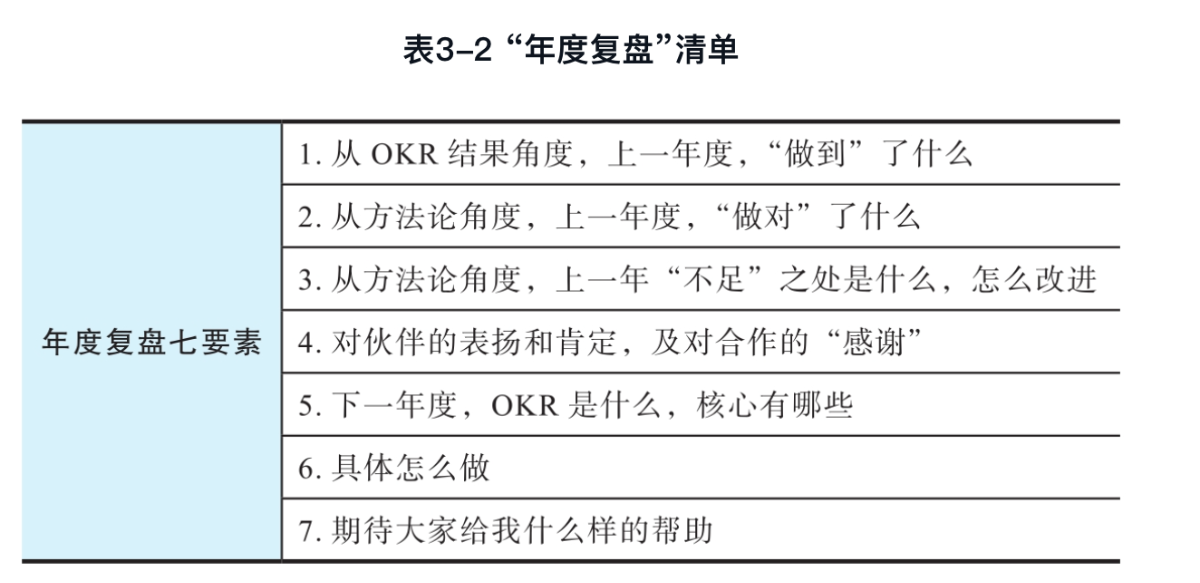 表3-2 “年度复盘”清单
年度复盘七要素
1. 从 OKR 结果角度，上一年度，“做到”了什么
2. 从方法论角度，上一年度，“做对”了什么
3. 从方法论角度，上一年“不足”之处是什么，怎么改进
4. 对伙伴的表扬和肯定，及对合作的“感谢”
5. 下一年度，OKR 是什么，核心有哪些
6. 具体怎么做
7. 期待大家给我什么样的帮助